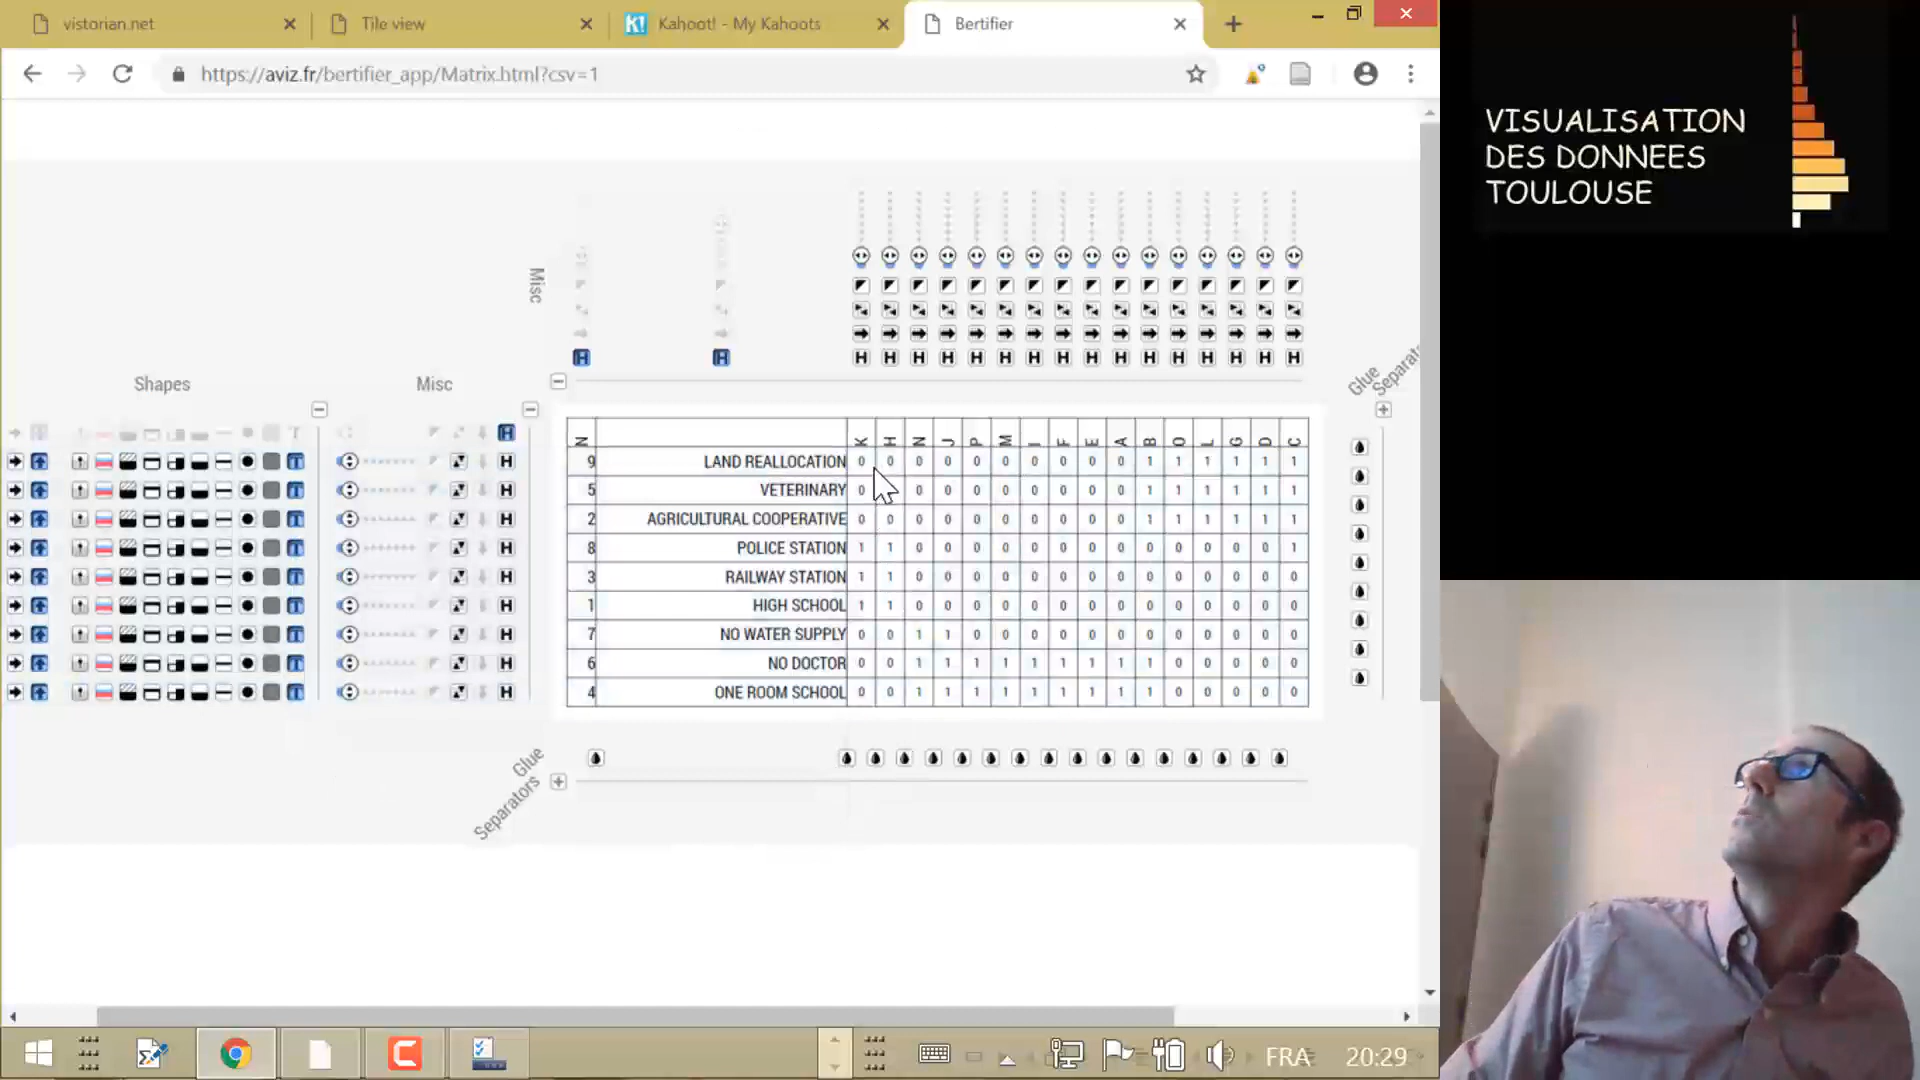 vistorian.net
Tile view
K! Kahoot! - My Kahoots
Bertifier
https://aviz.fr/bertifier_app/Matrix.html?csv=1
VISUALISATION
DES DONNEES
TOULOUSE
Misc
H H H H H H H H H H H H H H H H H
Shapes
Misc
Glue
Separators
N K H N J P M I F E A B O L G D C
9 LAND REALLOCATION 0 0 0 0 0 0 0 0 0 0 1 1 1 1 1 1
5 VETERINARY 0 0 0 0 0 0 0 0 0 1 1 1 1 1 1
2 AGRICULTURAL COOPERATIVE 0 0 0 0 0 0 0 0 0 0 1 1 1 1 1 1
8 POLICE STATION 1 1 0 0 0 0 0 0 0 0 0 0 0 0 0 1
3 RAILWAY STATION 1 1 0 0 0 0 0 0 0 0 0 0 0 0 0 0
1 HIGH SCHOOL 1 1 0 0 0 0 0 0 0 0 0 0 0 0 0 0
7 NO WATER SUPPLY 0 0 1 1 0 0 0 0 0 0 0 0 0 0 0 0
6 NO DOCTOR 0 0 1 1 1 1 1 1 1 1 1 0 0 0 0 0
4 ONE ROOM SCHOOL 0 0 1 1 1 1 1 1 1 1 1 0 0 0 0 0
Glue
Separators
FRA 20:29